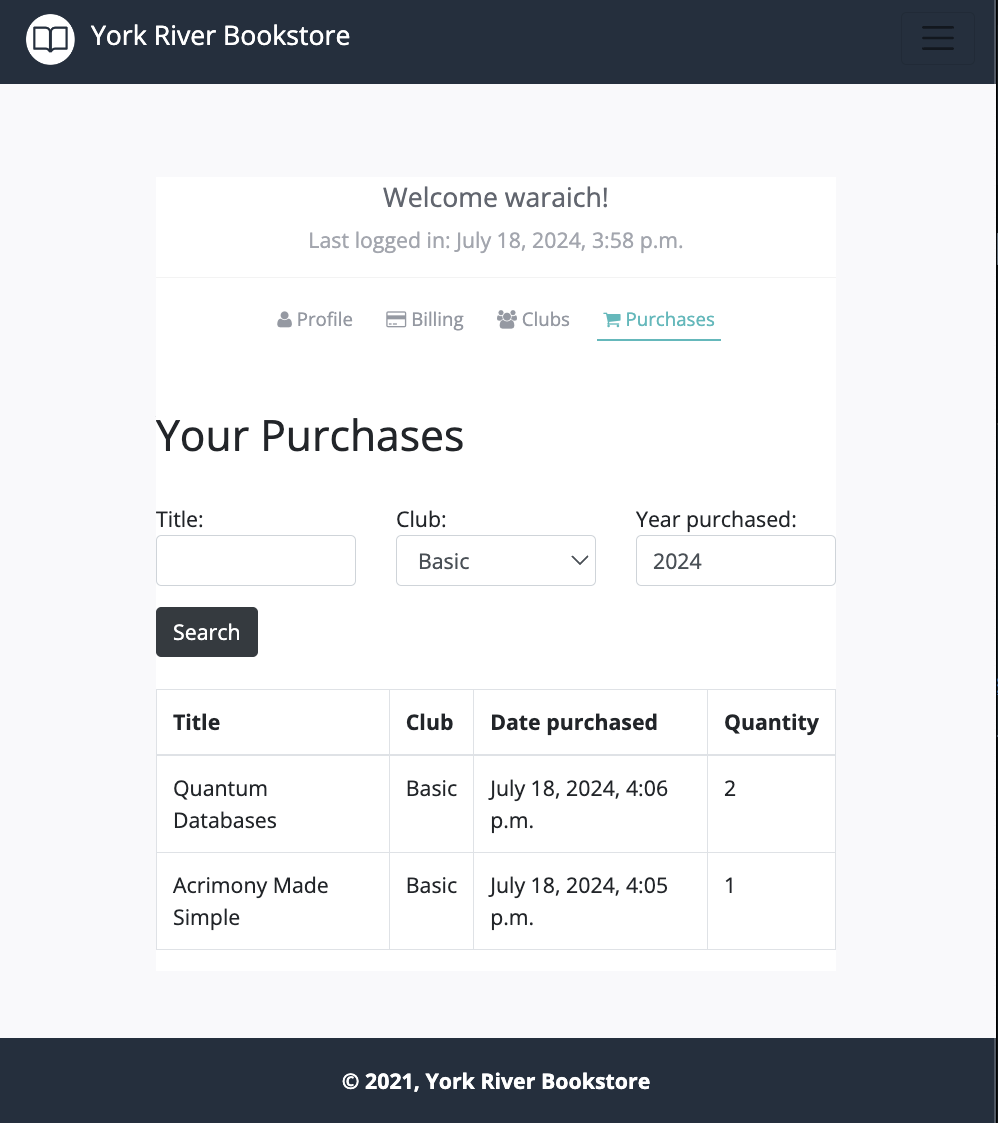 York River Bookstore
Welcome waraich!
Last logged in: July 18, 2024, 3:58 p.m.
Profile Billing Clubs Purchases
Your Purchases
Title: Club: Year purchased:
Basic 2024
Search
Title Club Date purchased Quantity
Quantum Basic July 18, 2024, 4:06 2
Databases p.m.
Acrimony Made Basic July 18, 2024, 4:05 1
Simple p.m.
© 2021, York River Bookstore